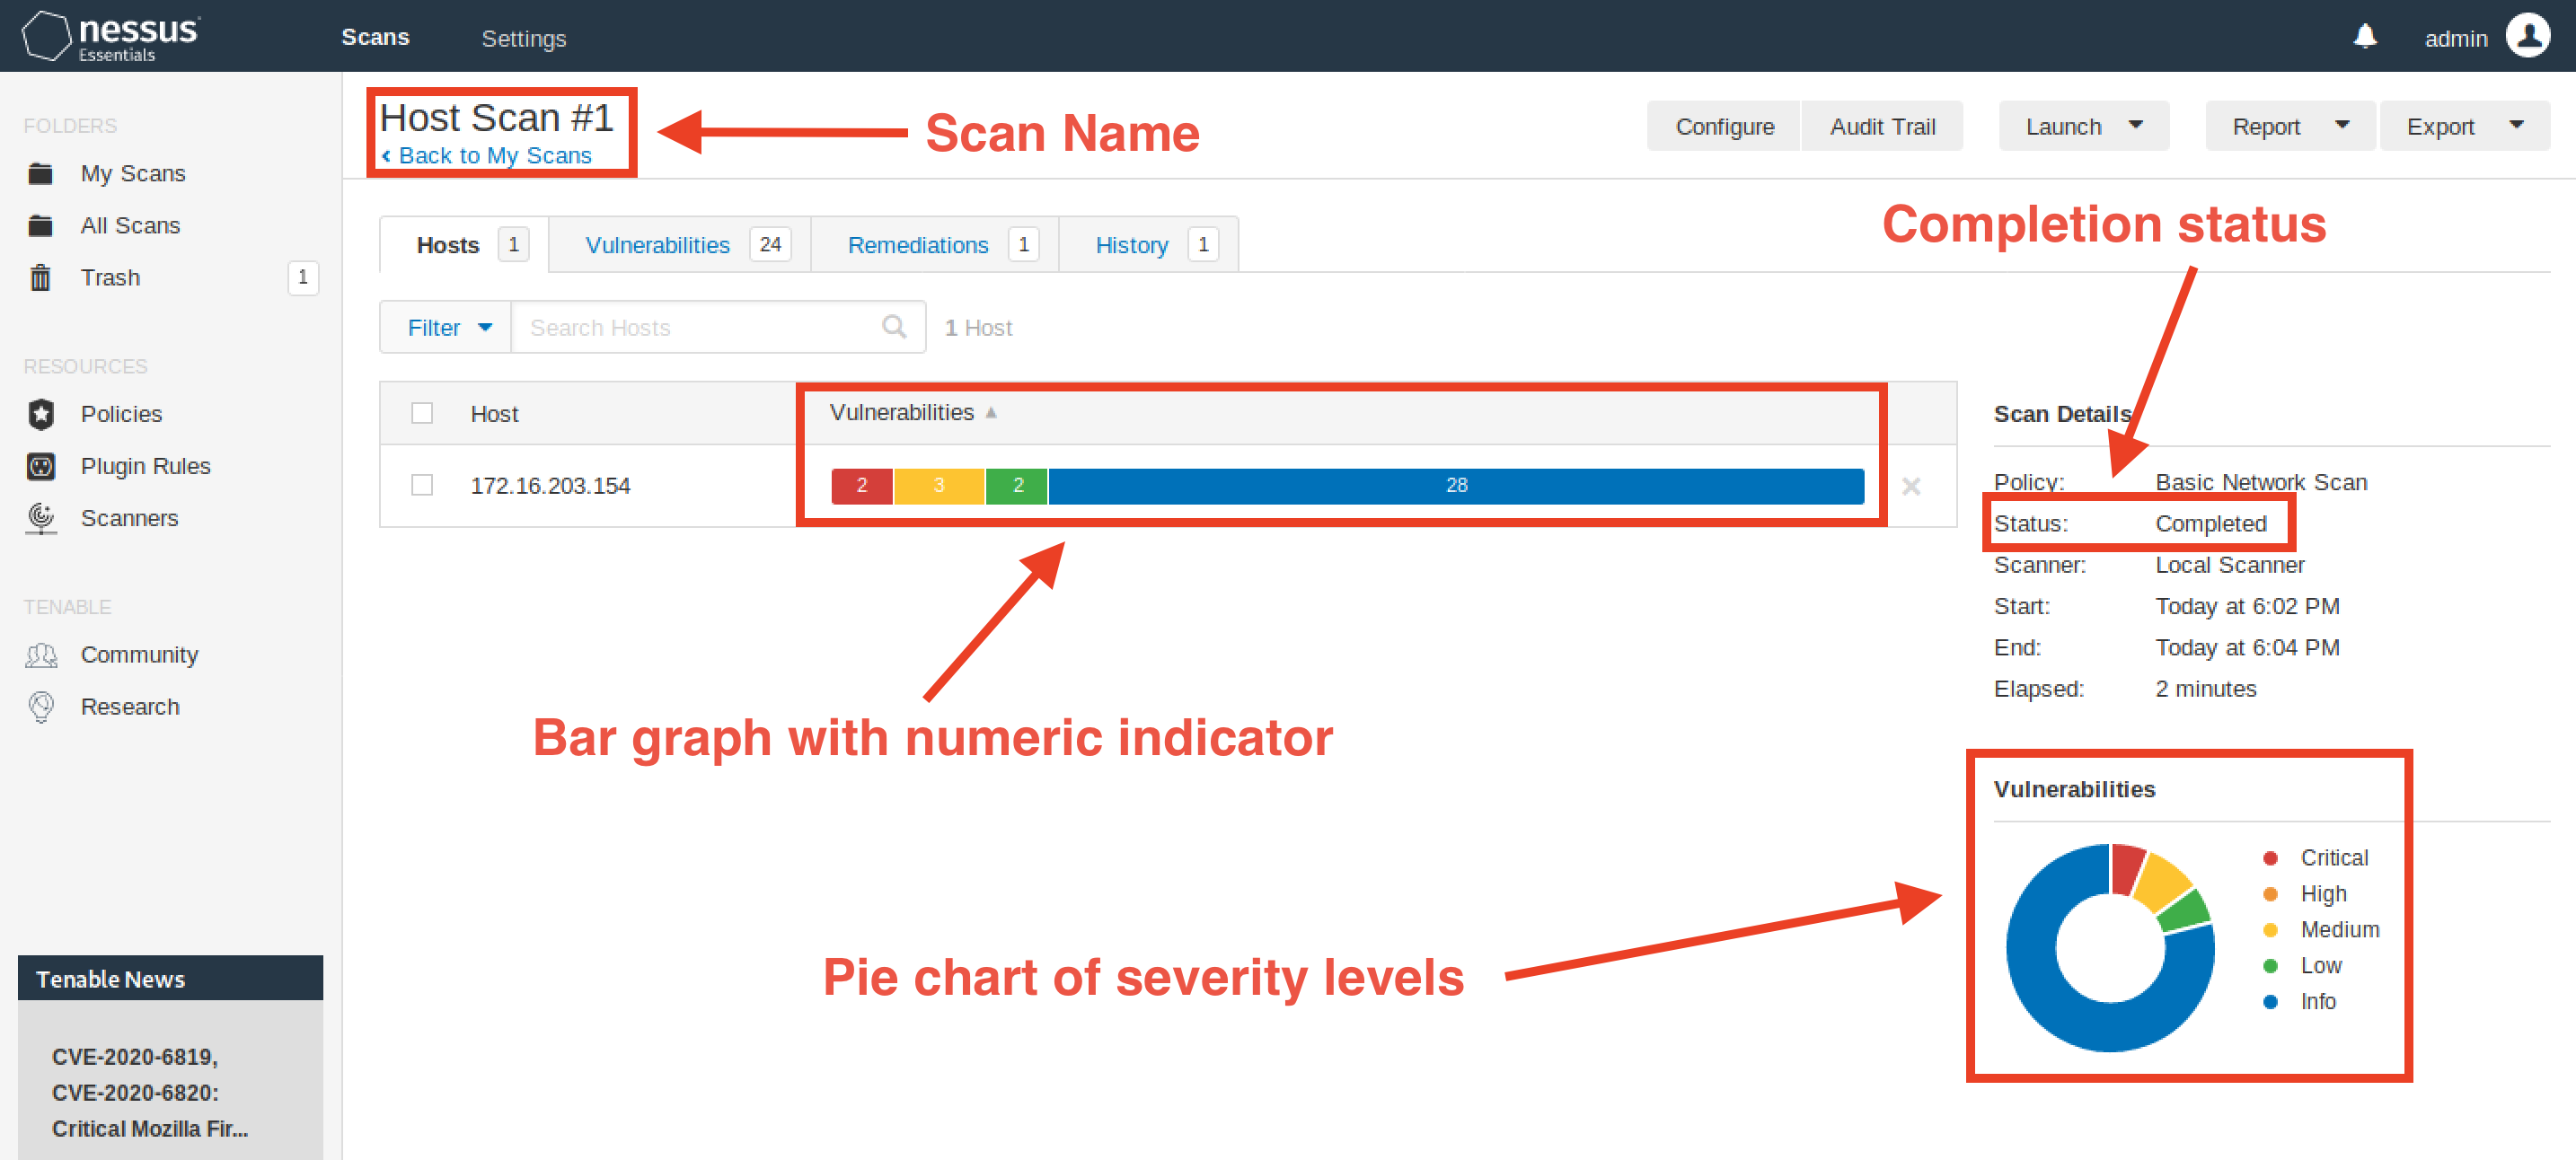 nessus
Essentials
Scans
Settings
admin
FOLDERS
My Scans
All Scans
Trash 1
RESOURCES
Policies
Plugin Rules
Scanners
TENABLE
Community
Research
Tenable News
CVE-2020-6819,
CVE-2020-6820:
Critical Mozilla Fir...
Host Scan #1
‹ Back to My Scans
Scan Name
Configure
Audit Trail
Launch
Report
Export
Hosts 1
Vulnerabilities 24
Remediations 1
History 1
Completion status
Filter
Search Hosts
1 Host
Host
Vulnerabilities
172.16.203.154
2 3 2 28
Bar graph with numeric indicator
Pie chart of severity levels
Scan Details
Policy: Basic Network Scan
Status: Completed
Scanner: Local Scanner
Start: Today at 6:02 PM
End: Today at 6:04 PM
Elapsed: 2 minutes
Vulnerabilities
Critical
High
Medium
Low
Info